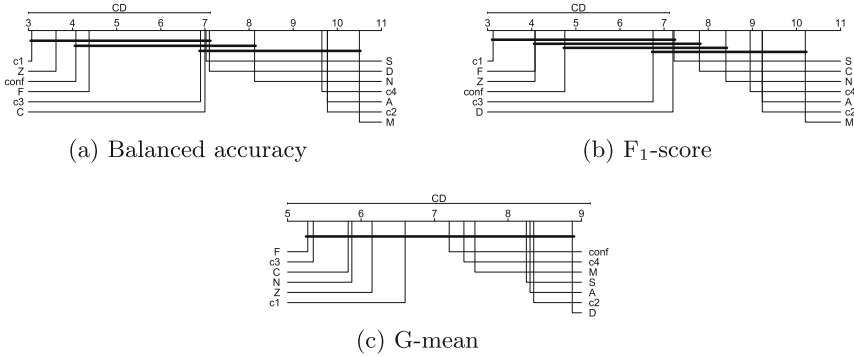 CD
3 4 5 6 7 8 9 10 11
c1 S
Z D
conf N
F c4
c3 A
C c2
M
(a) Balanced accuracy
CD
3 4 5 6 7 8 9 10 11
c1 S
F C
Z N
conf c4
c3 A
D c2
M
(b) F₁-score
CD
5 6 7 8 9
F conf
c3 c4
C M
N S
Z A
c1 c2
D
(c) G-mean